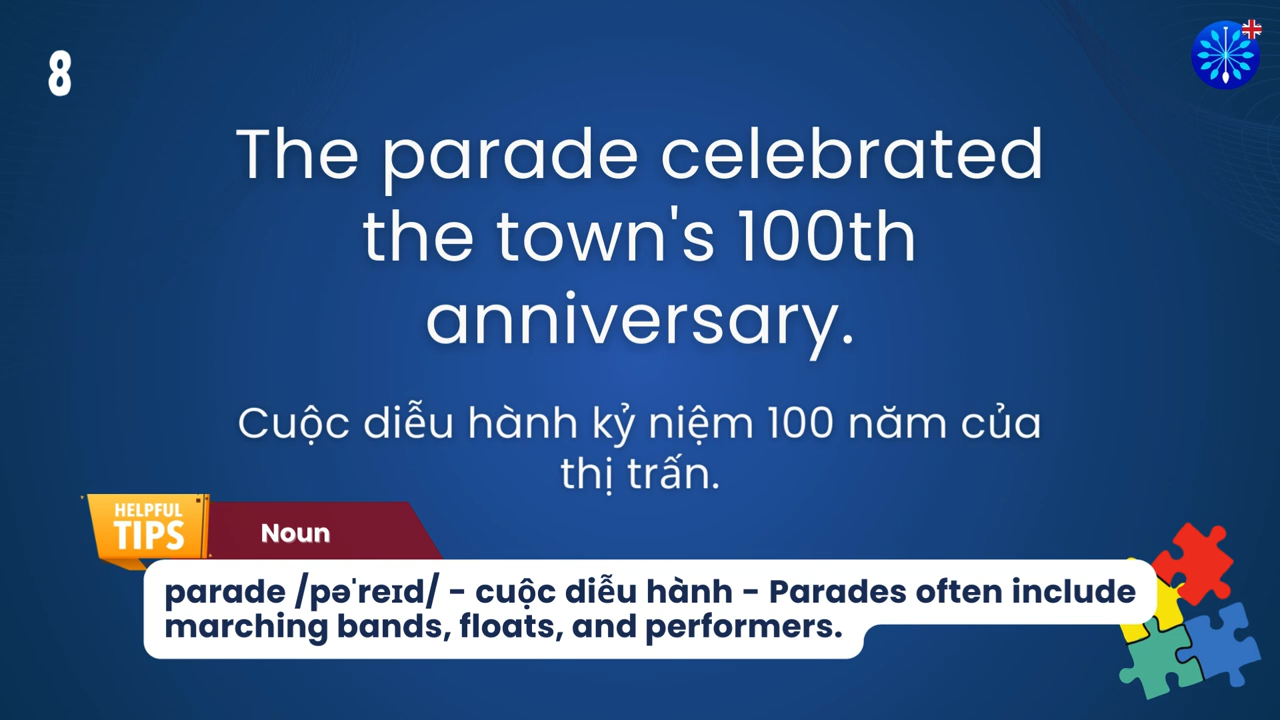 8
The parade celebrated
the town's 100th
anniversary.
Cuộc diễu hành kỷ niệm 100 năm của
thị trấn.
HELPFUL
TIPS
Noun
parade /pəˈreɪd/ - cuộc diễu hành - Parades often include
marching bands, floats, and performers.